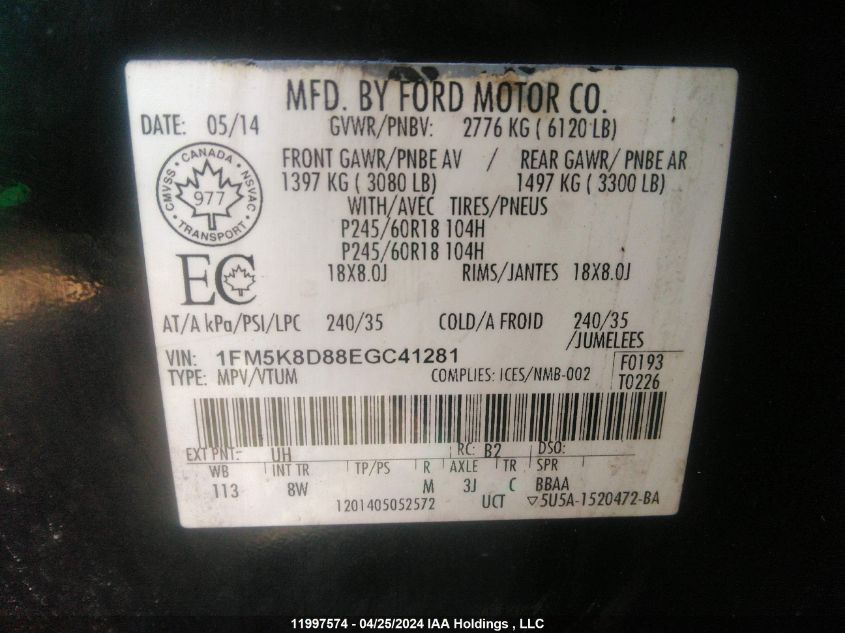 MFD. BY FORD MOTOR CO.
DATE: 05/14 GVWR/PNBV: 2776 KG ( 6120 LB)
FRONT GAWR/PNBE AV / REAR GAWR/ PNBE AR
1397 KG ( 3080 LB) 1497 KG ( 3300 LB)
CMVSS • CANADA • NSVAC
977
TRANSPORT
WITH/AVEC TIRES/PNEUS
P245/60R18 104H
P245/60R18 104H
18X8.0J RIMS/JANTES 18X8.0J
EC
AT/A kPa/PSI/LPC 240/35 COLD/A FROID 240/35
/JUMELEES
VIN: 1FM5K8D88EGC41281
F0193
TYPE: MPV/VTUM COMPLIES: ICES/NMB-002
T0226
EXT PNT: UH RC: B2 DSO:
WB INT TR TP/PS R AXLE TR SPR
113 8W M 3J C BBAA
1201405052572 UCT ▽5U5A-1520472-BA
11997574 - 04/25/2024 IAA Holdings , LLC